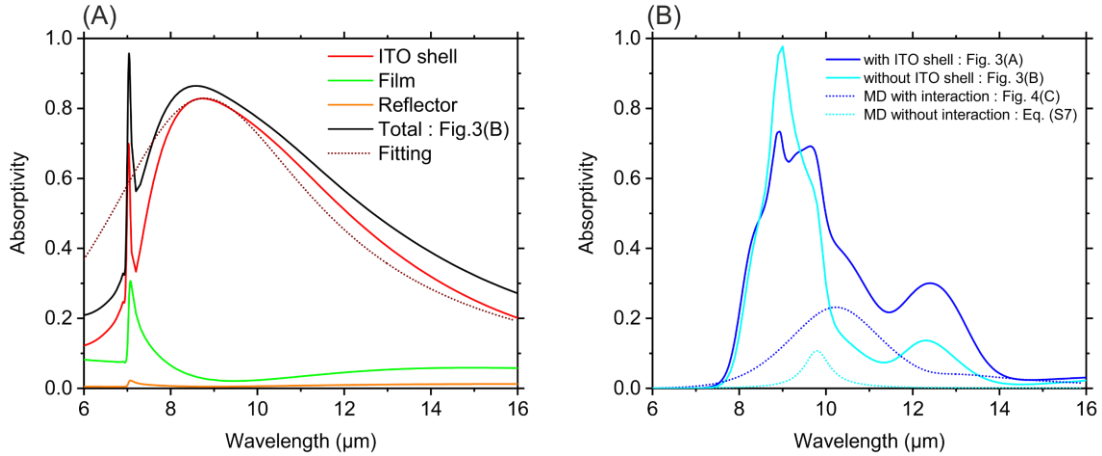 (A)
ITO shell
Film
Reflector
Total : Fig.3(B)
Fitting
1.0
0.8
0.6
0.4
0.2
0.0
Absorptivity
6 8 10 12 14 16
Wavelength (µm)
(B)
with ITO shell : Fig. 3(A)
without ITO shell : Fig. 3(B)
MD with interaction : Fig. 4(C)
MD without interaction : Eq. (S7)
1.0
0.8
0.6
0.4
0.2
0.0
Absorptivity
6 8 10 12 14 16
Wavelength (µm)